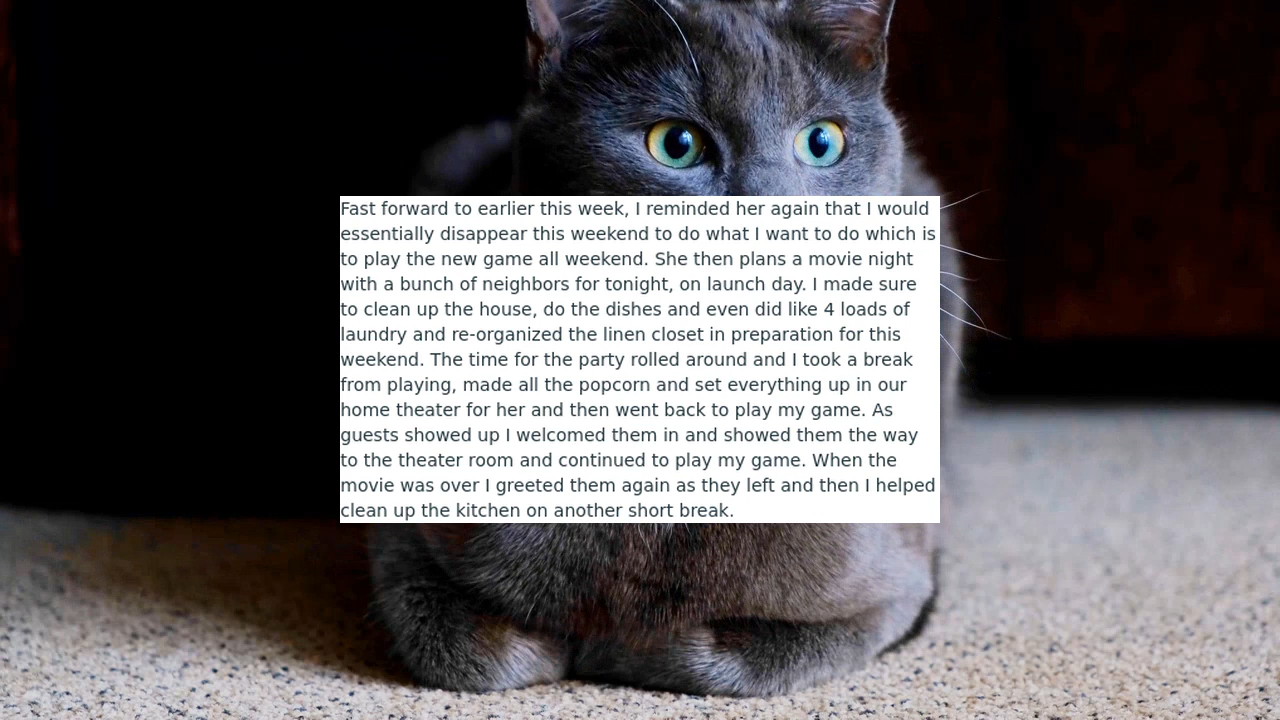 Fast forward to earlier this week, I reminded her again that I would
essentially disappear this weekend to do what I want to do which is
to play the new game all weekend. She then plans a movie night
with a bunch of neighbors for tonight, on launch day. I made sure
to clean up the house, do the dishes and even did like 4 loads of
laundry and re-organized the linen closet in preparation for this
weekend. The time for the party rolled around and I took a break
from playing, made all the popcorn and set everything up in our
home theater for her and then went back to play my game. As
guests showed up I welcomed them in and showed them the way
to the theater room and continued to play my game. When the
movie was over I greeted them again as they left and then I helped
clean up the kitchen on another short break.